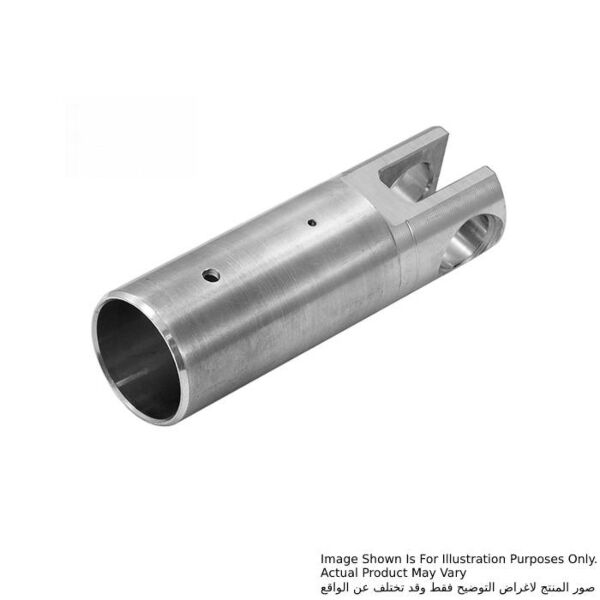 Image Shown Is For Illustration Purposes Only.
Actual Product May Vary
صور المنتج لاغراض التوضيح فقط وقد تختلف عن الواقع